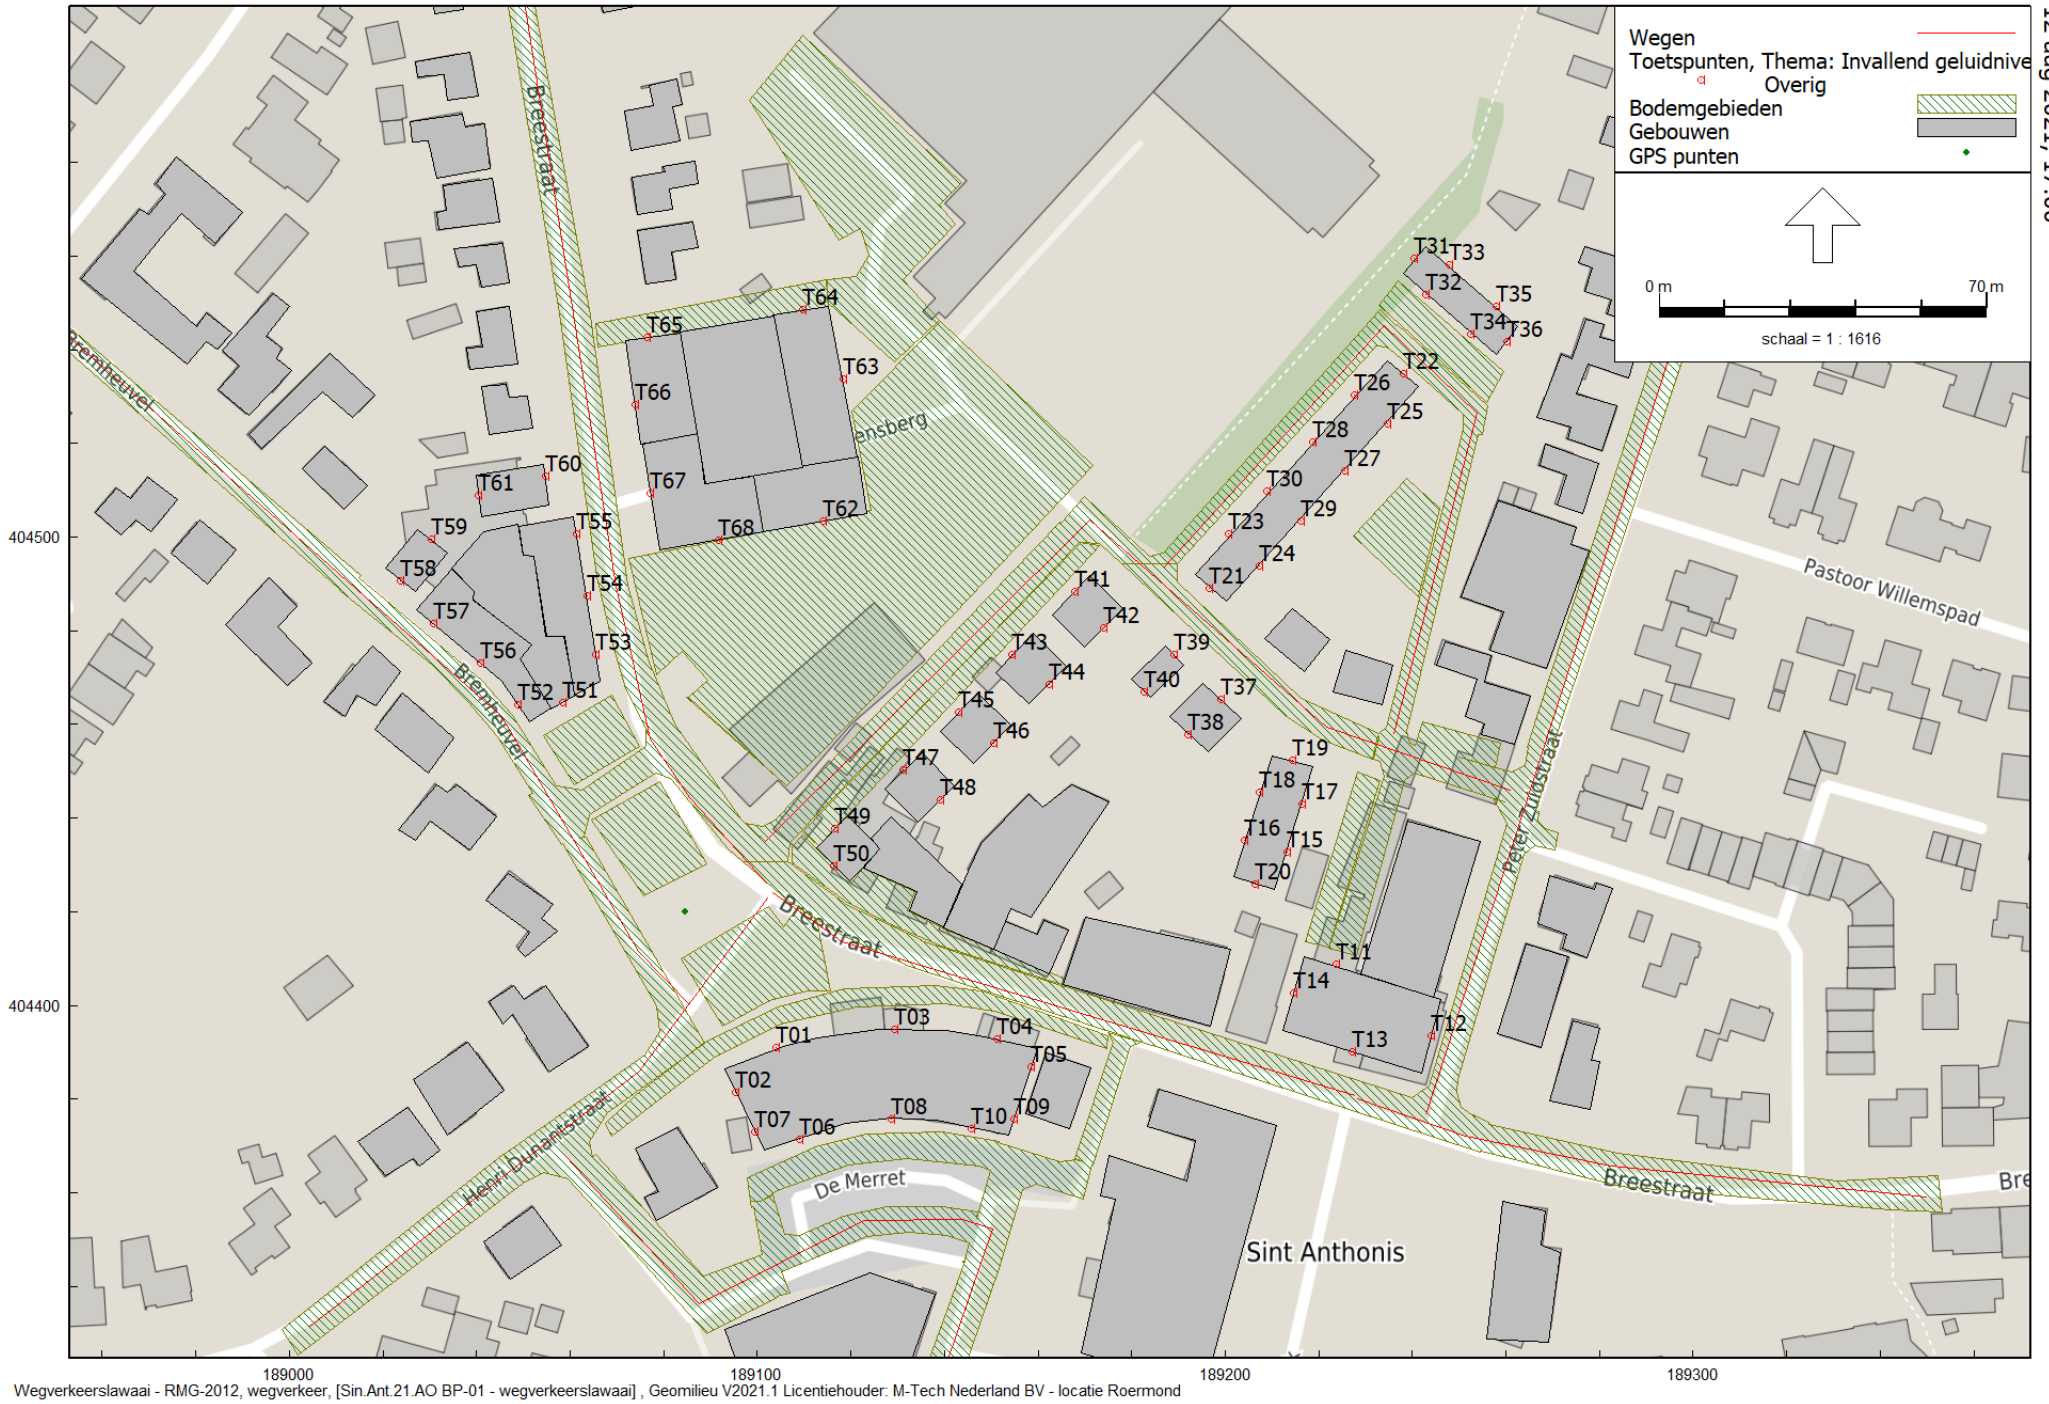 Wegen
Toetspunten, Thema: Invallend geluidnive
Overig
Bodemgebieden
Gebouwen
GPS punten
0 m
70 m
schaal = 1 : 1616
Breestraat
T31
T33
T32
T35
T34
T36
T64
T65
T63
T22
T66
T26
T25
Bremheuvel
ensberg
T28
T27
T60
T61
T67
T30
T62
T29
T55
T68
T23
T59
404500
T24
T58
T54
T41
T21
Pastoor Willemspad
T57
T42
T53
T43
T39
T56
T44
T40
T52
T51
T45
T37
Bremheuvel
T46
T38
T47
T19
T48
T18
T17
Peter Zuidstraat
T49
T16
T15
T50
T20
Breestraat
T11
T14
404400
T03
T04
T12
T01
T13
T05
T02
T08
T09
T07
T06
T10
Henri Dunantstraat
De Merret
Breestraat
Bre
Sint Anthonis
189000
189100
189200
189300
Wegverkeerslawaai - RMG-2012, wegverkeer, [Sin.Ant.21.AO BP-01 - wegverkeerslawaai] , Geomilieu V2021.1 Licentiehouder: M-Tech Nederland BV - locatie Roermond